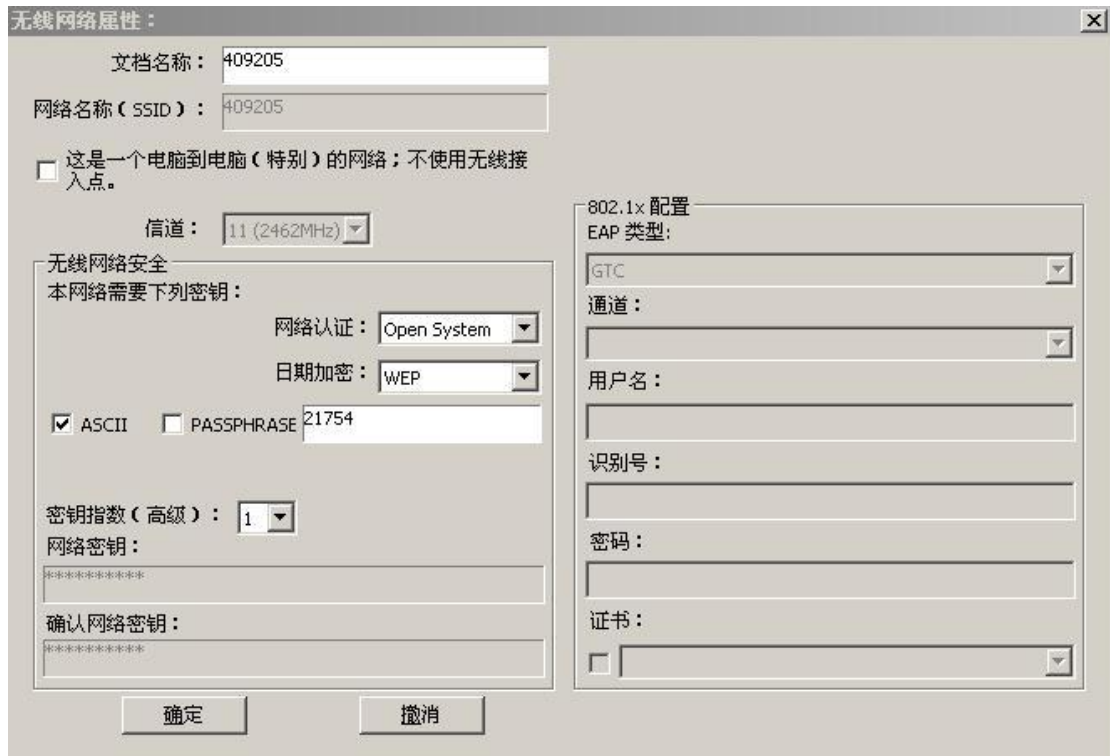 无线网络属性：
文档名称： 409205
网络名称（SSID）： 409205
这是一个电脑到电脑（特别）的网络；不使用无线接
入点。
信道： 11 (2462MHz)
无线网络安全
本网络需要下列密钥：
网络认证： Open System
日期加密： WEP
ASCII PASSPHRASE 21754
密钥指数（高级）： 1
网络密钥：
**********
确认网络密钥：
**********
确定 撤消
802.1x 配置
EAP 类型:
GTC
通道：
用户名：
识别号：
密码：
证书：